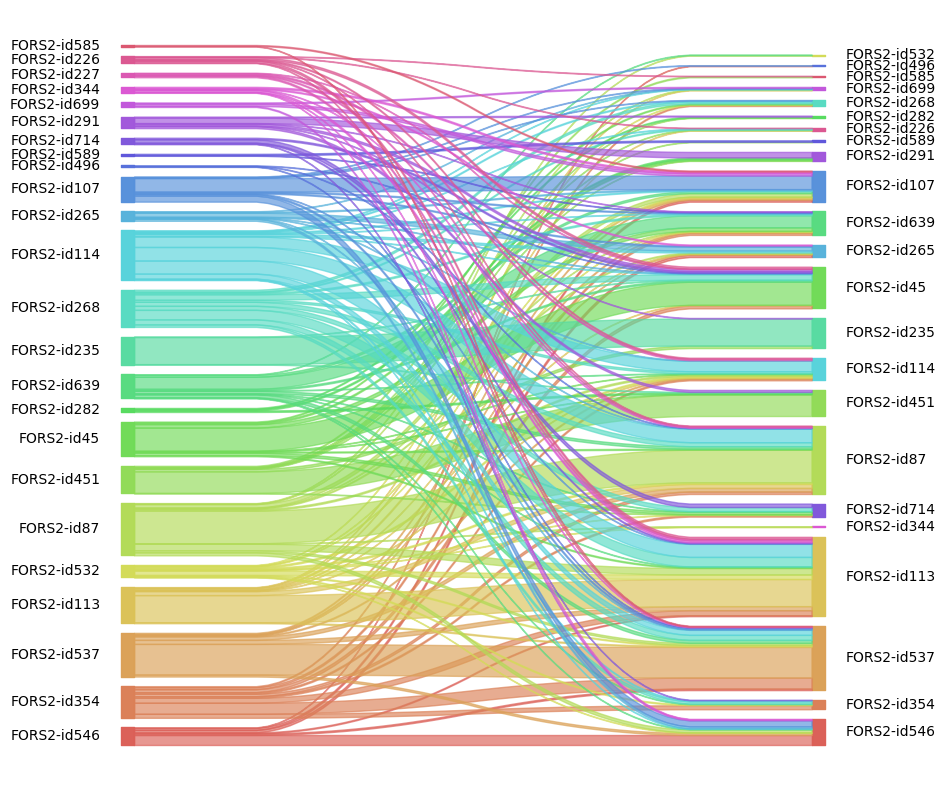 FORS2-id585
FORS2-id226
FORS2-id227
FORS2-id344
FORS2-id699
FORS2-id291
FORS2-id714
FORS2-id589
FORS2-id496
FORS2-id107
FORS2-id265
FORS2-id114
FORS2-id268
FORS2-id235
FORS2-id639
FORS2-id282
FORS2-id45
FORS2-id451
FORS2-id87
FORS2-id532
FORS2-id113
FORS2-id537
FORS2-id354
FORS2-id546
FORS2-id532
FORS2-id496
FORS2-id585
FORS2-id699
FORS2-id268
FORS2-id282
FORS2-id226
FORS2-id589
FORS2-id291
FORS2-id107
FORS2-id639
FORS2-id265
FORS2-id45
FORS2-id235
FORS2-id114
FORS2-id451
FORS2-id87
FORS2-id714
FORS2-id344
FORS2-id113
FORS2-id537
FORS2-id354
FORS2-id546